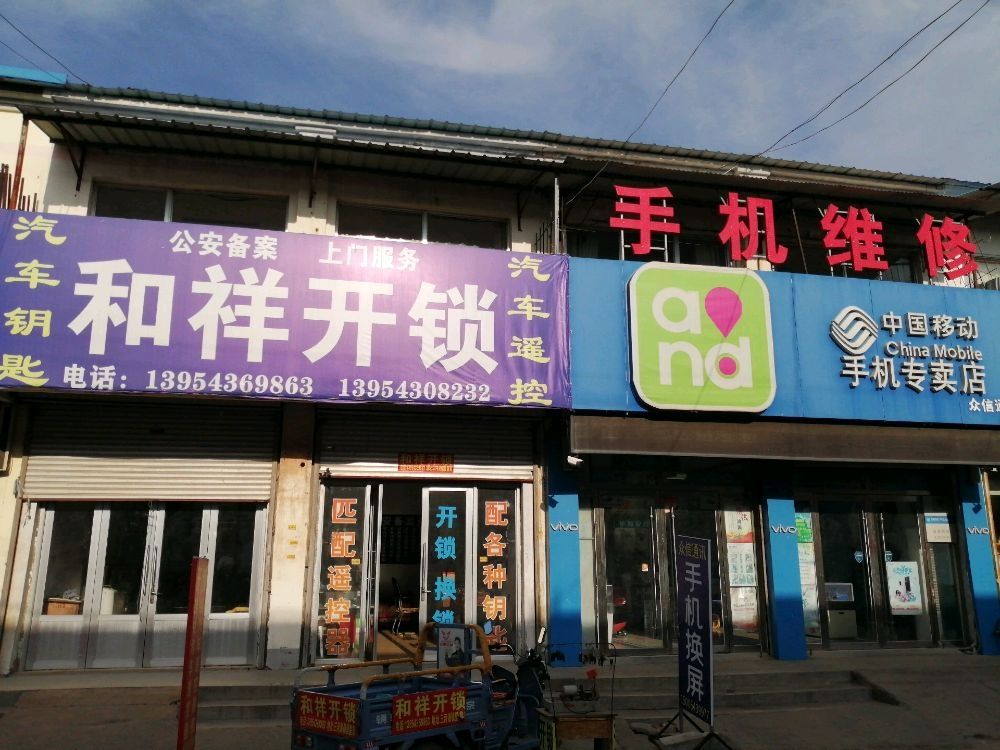 公安备案 上门服务
汽车钥匙
和祥开锁
汽车遥控
电话：13954369863 13954308232
手机维修
and
中国移动
China Mobile
手机专卖店
众信通
和祥开锁
匹配遥控器
开锁换锁
配各种钥匙
vivo
vivo
vivo
众信通讯
手机换屏
和祥开锁
和祥开锁